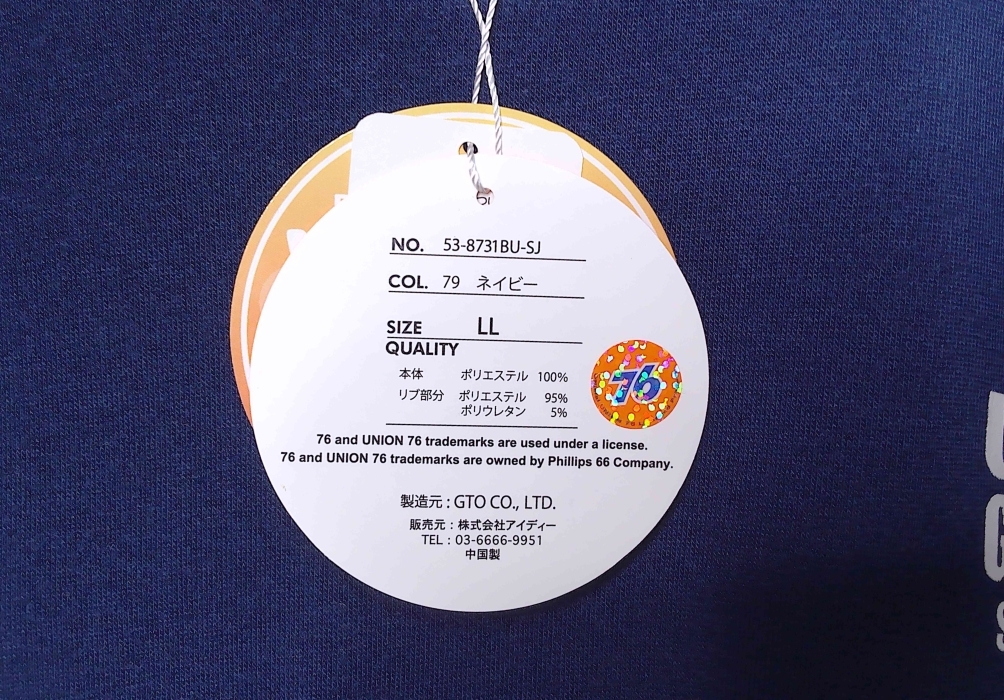 NO. 53-8731BU-SJ
COL. 79 ネイビー
SIZE LL
QUALITY
本体 ポリエステル 100%
リブ部分 ポリエステル 95%
ポリウレタン 5%
76
76 and UNION 76 trademarks are used under a license.
76 and UNION 76 trademarks are owned by Phillips 66 Company.
製造元 : GTO CO., LTD.
販売元 : 株式会社アイディー
TEL : 03-6666-9951
中国製